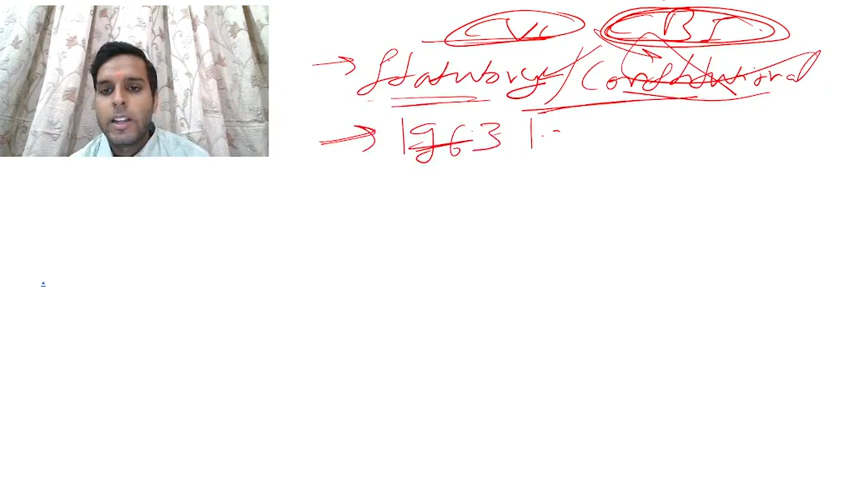 CVC CBI
→ Statutory / Constitutional
→ 1963 |